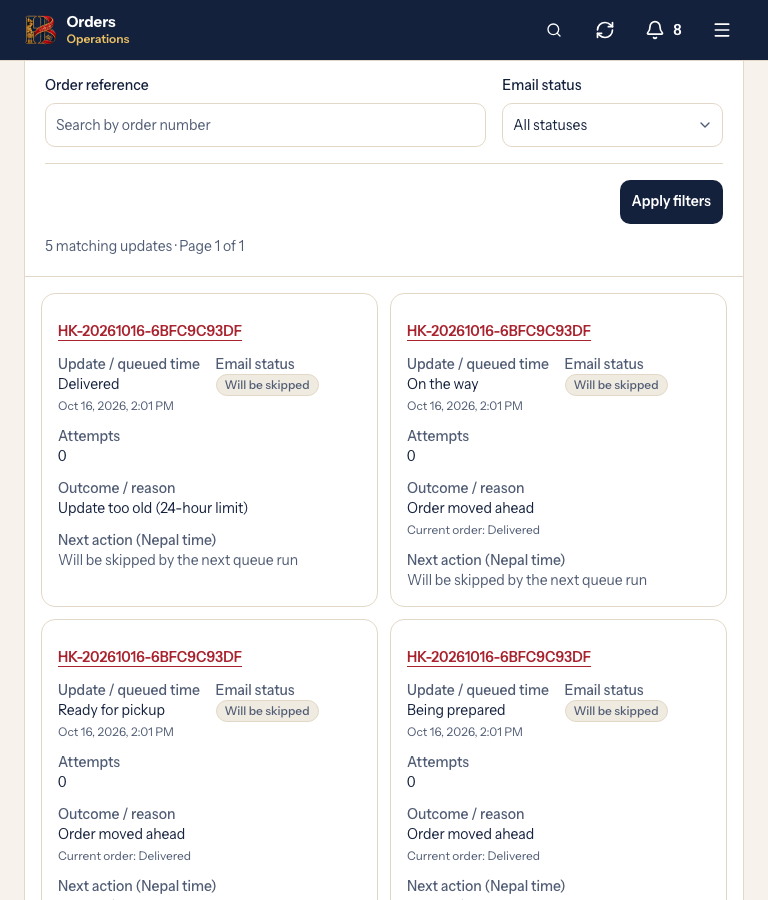 Orders
Operations
8
Order reference
Email status
Search by order number
All statuses
Apply filters
5 matching updates · Page 1 of 1
HK-20261016-6BFC9C93DF
Update / queued time
Email status
Delivered
Will be skipped
Oct 16, 2026, 2:01 PM
Attempts
0
Outcome / reason
Update too old (24-hour limit)
Next action (Nepal time)
Will be skipped by the next queue run
HK-20261016-6BFC9C93DF
Update / queued time
Email status
On the way
Will be skipped
Oct 16, 2026, 2:01 PM
Attempts
0
Outcome / reason
Order moved ahead
Current order: Delivered
Next action (Nepal time)
Will be skipped by the next queue run
HK-20261016-6BFC9C93DF
Update / queued time
Email status
Ready for pickup
Will be skipped
Oct 16, 2026, 2:01 PM
Attempts
0
Outcome / reason
Order moved ahead
Current order: Delivered
Next action (Nepal time)
HK-20261016-6BFC9C93DF
Update / queued time
Email status
Being prepared
Will be skipped
Oct 16, 2026, 2:01 PM
Attempts
0
Outcome / reason
Order moved ahead
Current order: Delivered
Next action (Nepal time)